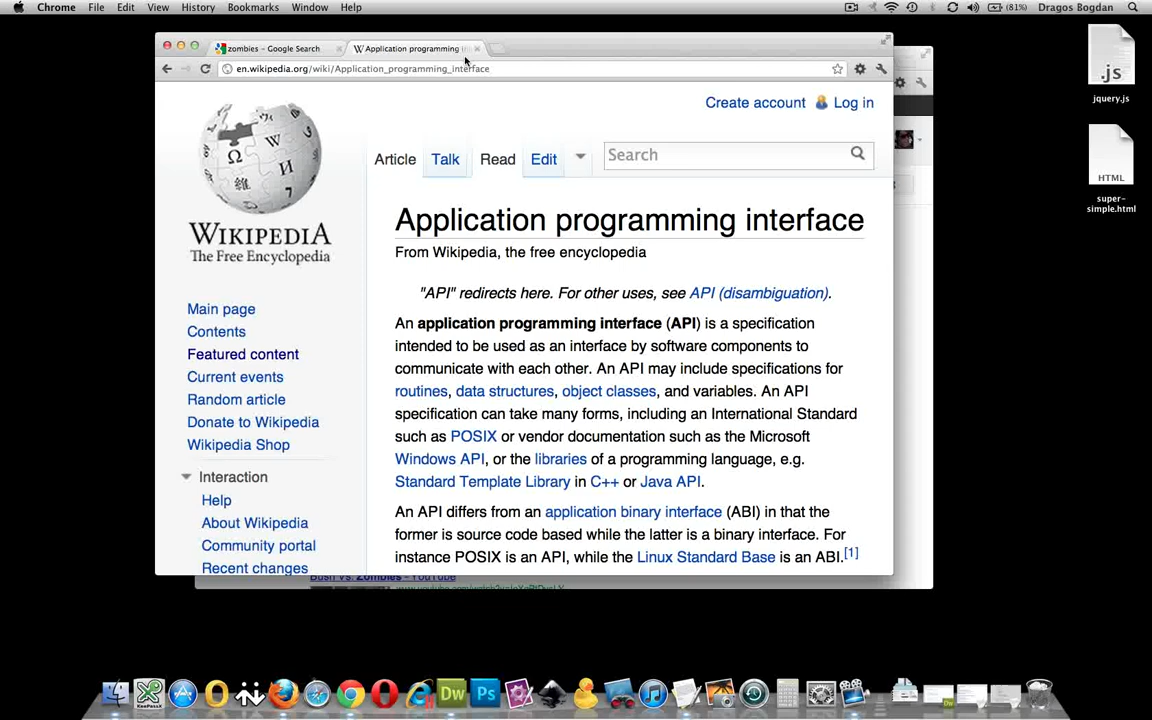 Chrome File Edit View History Bookmarks Window Help (81%) Dragos Bogdan
zombies – Google Search Application programming in
en.wikipedia.org/wiki/Application_programming_interface
.js
jquery.js
HTML
super-
simple.html
Create account Log in
Article Talk Read Edit Search
WIKIPEDIA
The Free Encyclopedia
Main page
Contents
Featured content
Current events
Random article
Donate to Wikipedia
Wikipedia Shop
Interaction
Help
About Wikipedia
Community portal
Recent changes
Application programming interface
From Wikipedia, the free encyclopedia
"API" redirects here. For other uses, see API (disambiguation).
An application programming interface (API) is a specification
intended to be used as an interface by software components to
communicate with each other. An API may include specifications for
routines, data structures, object classes, and variables. An API
specification can take many forms, including an International Standard
such as POSIX or vendor documentation such as the Microsoft
Windows API, or the libraries of a programming language, e.g.
Standard Template Library in C++ or Java API.
An API differs from an application binary interface (ABI) in that the
former is source code based while the latter is a binary interface. For
instance POSIX is an API, while the Linux Standard Base is an ABI.[1]
Bush vs. Zombies - YouTube
Dw Ps